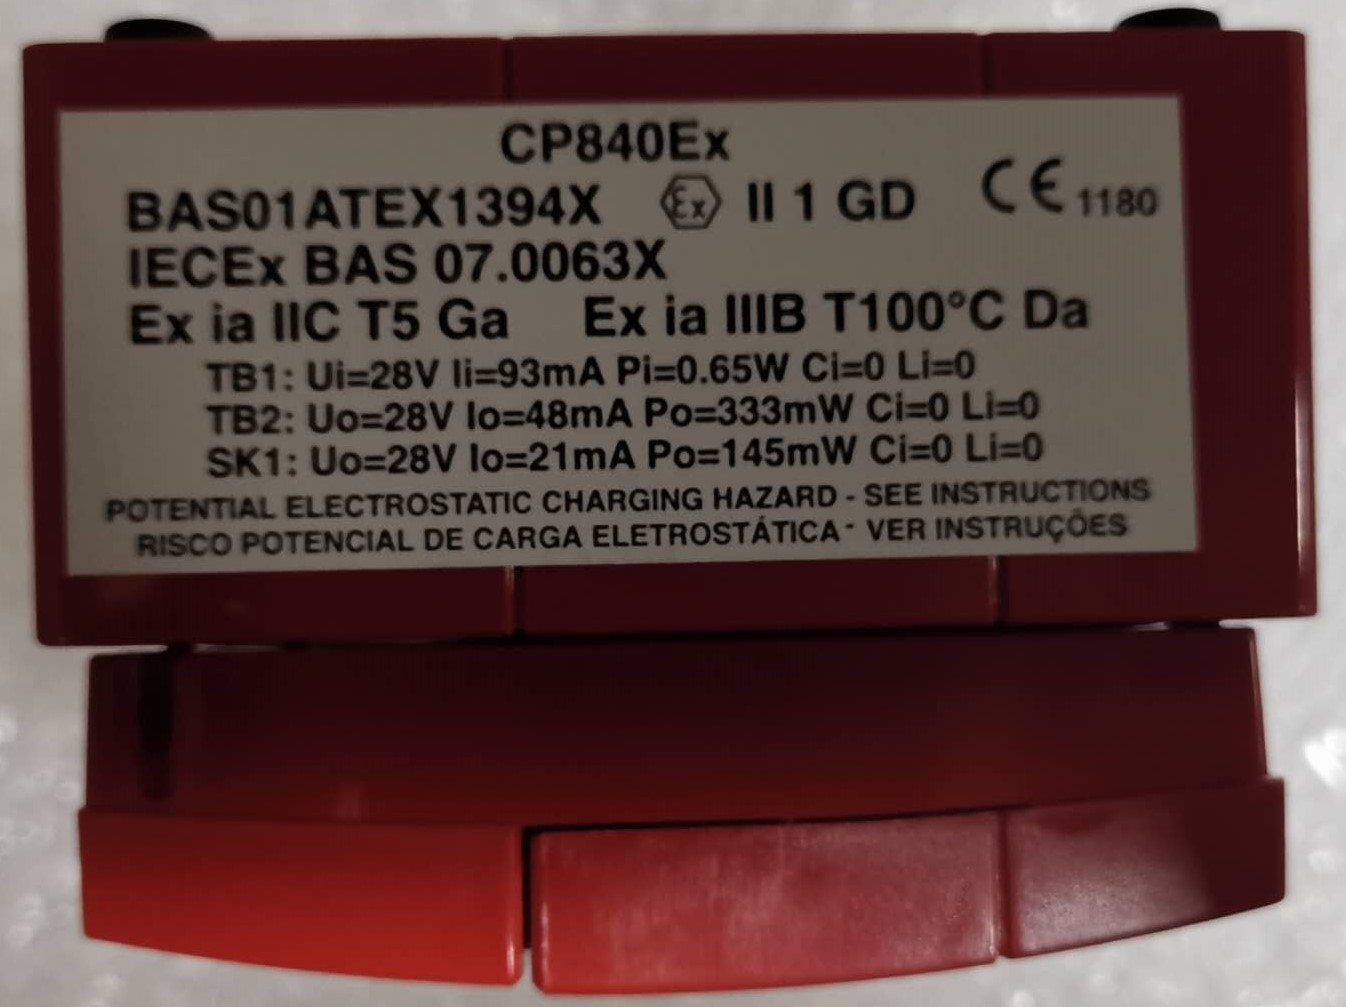 CP840Ex
BAS01ATEX1394X Ex II 1 GD CE 1180
IECEx BAS 07.0063X
Ex ia IIC T5 Ga Ex ia IIIB T100°C Da
TB1: Ui=28V Ii=93mA Pi=0.65W Ci=0 Li=0
TB2: Uo=28V Io=48mA Po=333mW Ci=0 Li=0
SK1: Uo=28V Io=21mA Po=145mW Ci=0 Li=0
POTENTIAL ELECTROSTATIC CHARGING HAZARD - SEE INSTRUCTIONS
RISCO POTENCIAL DE CARGA ELETROSTÁTICA - VER INSTRUÇÕES